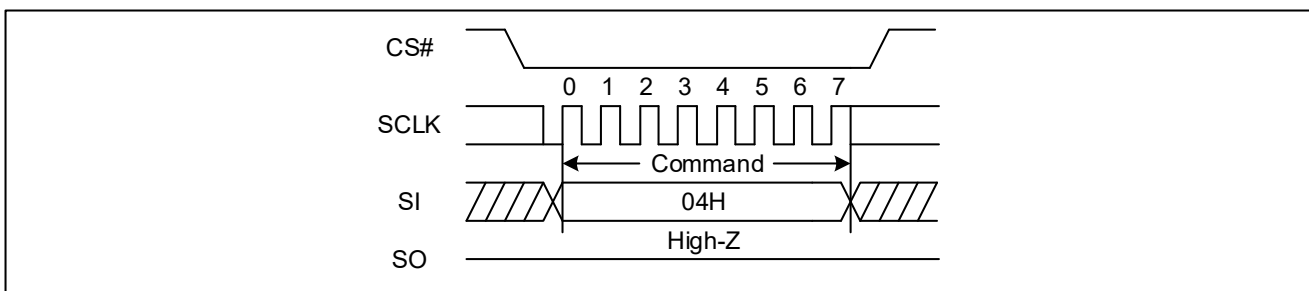 CS#
0 1 2 3 4 5 6 7
SCLK
Command
SI 04H
High-Z
SO